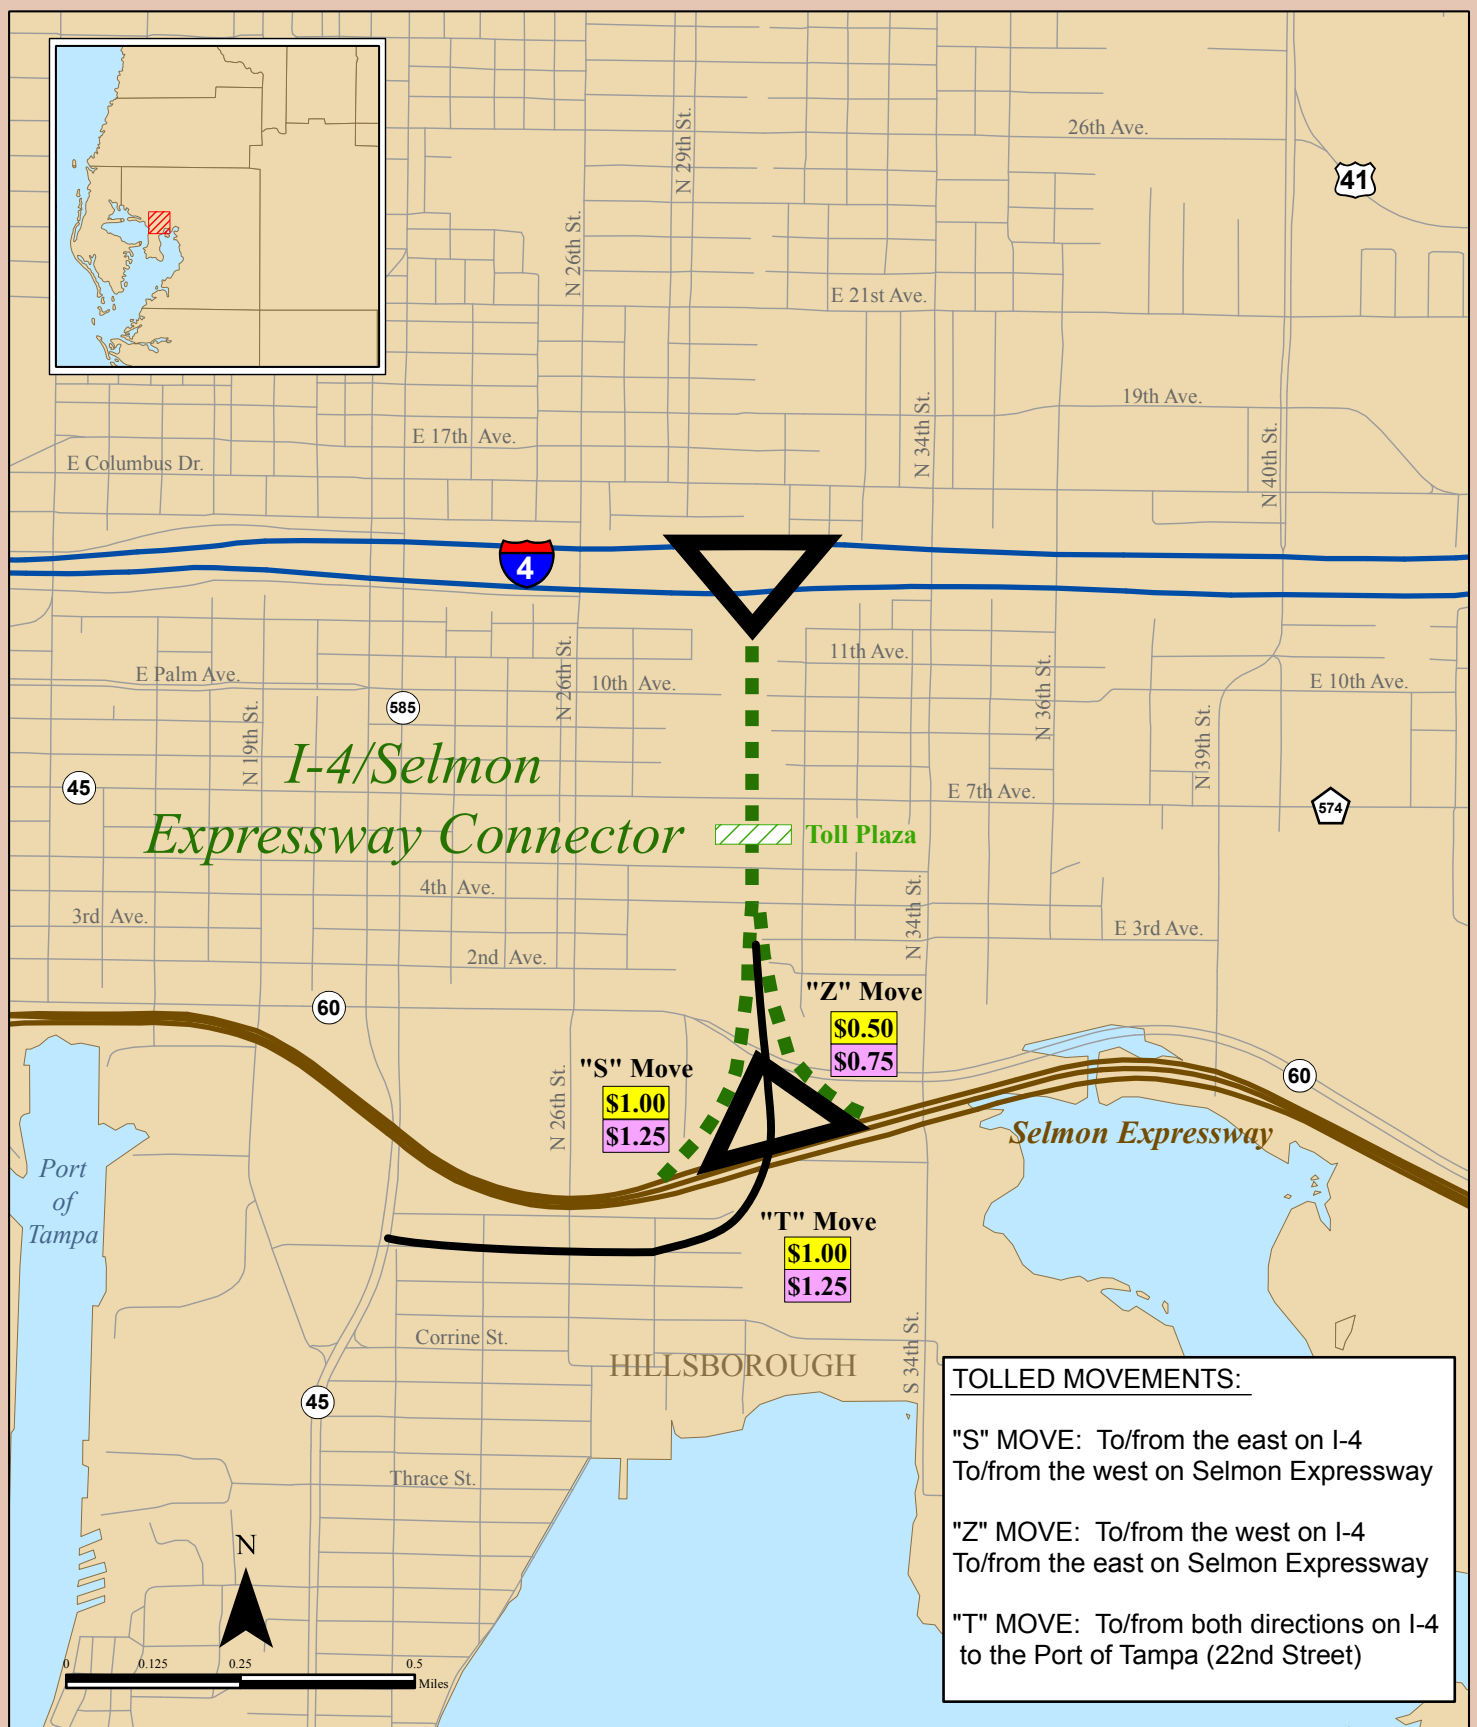 26th Ave.
N 29th St.
41
N 26th St.
E 21st Ave.
19th Ave.
N 34th St.
E 17th Ave.
N 40th St.
E Columbus Dr.
4
11th Ave.
N 26th St.
E Palm Ave.
10th Ave.
N 36th St.
E 10th Ave.
585
N 19th St.
N 39th St.
I-4/Selmon
Expressway Connector
45
E 7th Ave.
574
Toll Plaza
4th Ave.
3rd Ave.
N 34th St.
E 3rd Ave.
2nd Ave.
60
"Z" Move
$0.50
$0.75
"S" Move
$1.00
$1.25
60
N 26th St.
Selmon Expressway
Port
of
Tampa
"T" Move
$1.00
$1.25
Corrine St.
HILLSBOROUGH
S 34th St.
45
Thrace St.
N
0 0.125 0.25 0.5
Miles
TOLLED MOVEMENTS:
"S" MOVE: To/from the east on I-4
To/from the west on Selmon Expressway
"Z" MOVE: To/from the west on I-4
To/from the east on Selmon Expressway
"T" MOVE: To/from both directions on I-4
to the Port of Tampa (22nd Street)